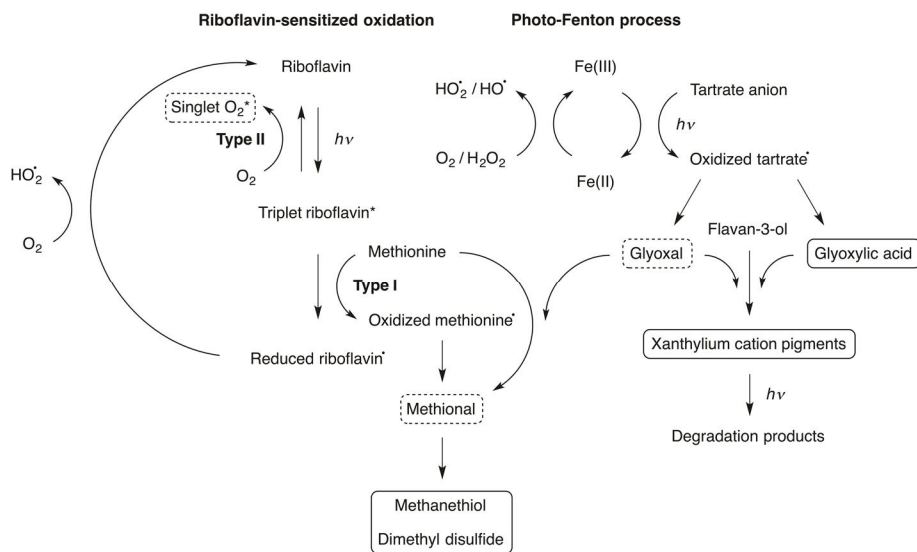 Riboflavin-sensitized oxidation
Photo-Fenton process
Riboflavin
Singlet O₂*
Type II
hν
O₂
HO₂•
O₂
Triplet riboflavin*
Methionine
Type I
Oxidized methionine•
Reduced riboflavin•
Methional
Methanethiol
Dimethyl disulfide
Fe(III)
HO₂• / HO•
Tartrate anion
hν
O₂ / H₂O₂
Fe(II)
Oxidized tartrate•
Flavan-3-ol
Glyoxal
Glyoxylic acid
Xanthylium cation pigments
hν
Degradation products